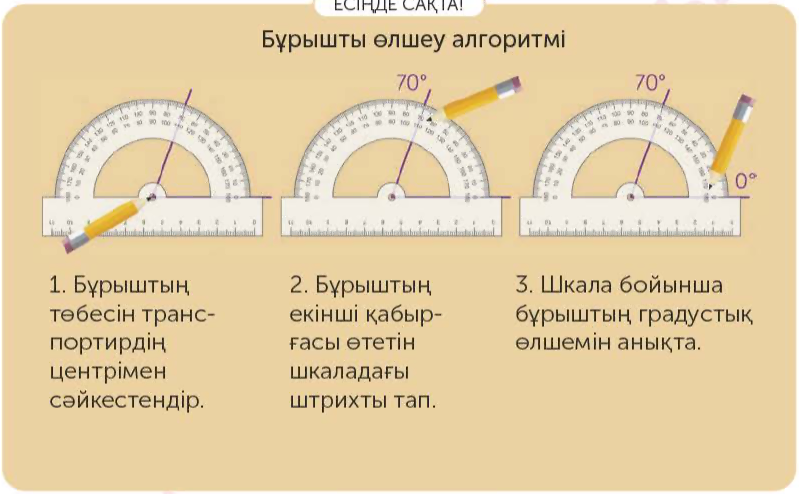 ЕСІҢДЕ САҚТА!
Бұрышты өлшеу алгоритмі
70°
70°
0°
1. Бұрыштың
төбесін транс-
портирдің
центрімен
сәйкестендір.
2. Бұрыштың
екінші қабыр-
ғасы өтетін
шкаладағы
штрихты тап.
3. Шкала бойынша
бұрыштың градустық
өлшемін анықта.